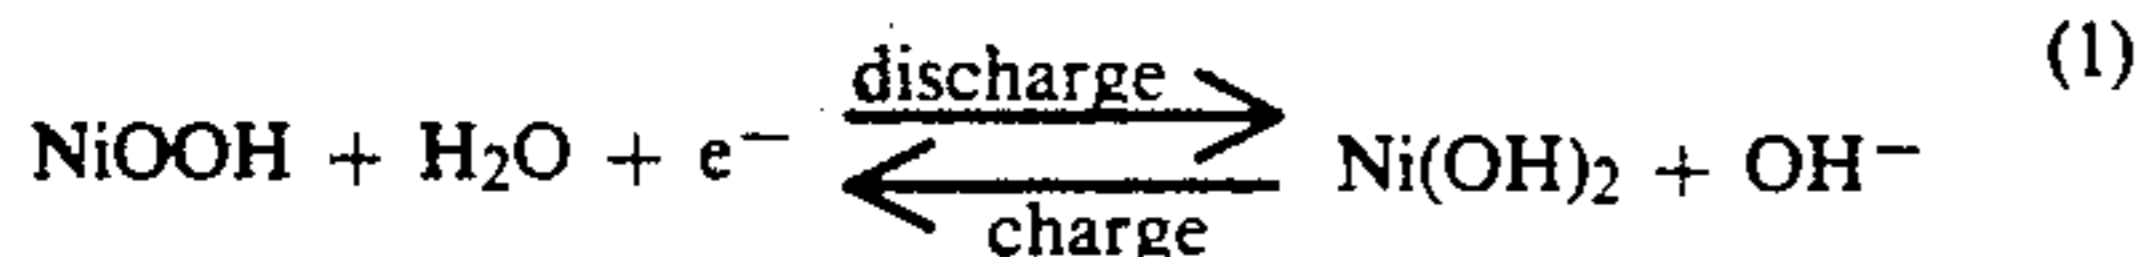 (1)
discharge
NiOOH + H₂O + e⁻ ⇌ Ni(OH)₂ + OH⁻
charge